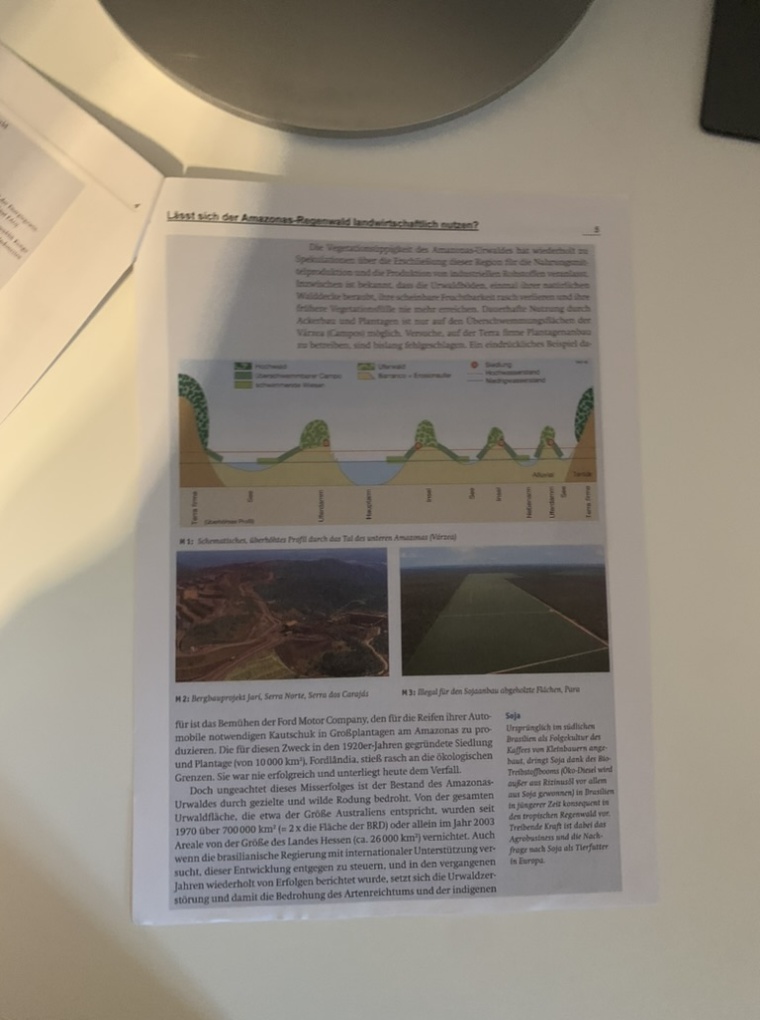 Lässt sich der Amazonas-Regenwald landwirtschaftlich nutzen?
Die Vegetationsüppigkeit des Amazonas-Urwaldes hat wiederholt zu
Spekulationen über die Erschließung dieser Region für die Nahrungsmit-
telproduktion und die Produktion von industriellen Rohstoffen veranlasst.
Inzwischen ist bekannt, dass die Urwaldböden, einmal ihrer natürlichen
Walddecke beraubt, ihre scheinbare Fruchtbarkeit rasch verlieren und ihre
frühere Vegetationsfülle nie mehr erreichen. Dauerhafte Nutzung durch
Ackerbau und Plantagen ist nur auf den Überschwemmungsflächen der
Várzea (Campos) möglich. Versuche, auf der Terra firme Plantagenanbau
zu betreiben, sind bislang fehlgeschlagen. Ein eindrückliches Beispiel da-
Hochwald
Überschwemmbarer Campo
schwimmende Wiesen
Uferwald
Barranco = Erosionsufer
Siedlung
Hochwasserstand
Niedrigwasserstand
Alluvial
Terra firme
See
Uferdamm
Hauptarm
Insel
See
Insel
Nebenarm
Uferdamm
See
Terra firme
Überhöhtes Profil
M 1: Schematisches, überhöhtes Profil durch das Tal des unteren Amazonas (Várzea)
M 2: Bergbauprojekt Jari, Serra Norte, Serra dos Carajás
M 3: Illegal für den Sojaanbau abgeholzte Flächen, Para
für ist das Bemühen der Ford Motor Company, den für die Reifen ihrer Auto-
mobile notwendigen Kautschuk in Großplantagen am Amazonas zu pro-
duzieren. Die für diesen Zweck in den 1920er-Jahren gegründete Siedlung
und Plantage (von 10 000 km²), Fordlândia, stieß rasch an die ökologischen
Grenzen. Sie war nie erfolgreich und unterliegt heute dem Verfall.
Doch ungeachtet dieses Misserfolges ist der Bestand des Amazonas-
Urwaldes durch gezielte und wilde Rodung bedroht. Von der gesamten
Urwaldfläche, die etwa der Größe Australiens entspricht, wurden seit
1970 über 700 000 km² (= 2 x die Fläche der BRD) oder allein im Jahr 2003
Areale von der Größe des Landes Hessen (ca. 26 000 km²) vernichtet. Auch
wenn die brasilianische Regierung mit internationaler Unterstützung ver-
sucht, dieser Entwicklung entgegen zu steuern, und in den vergangenen
Jahren wiederholt von Erfolgen berichtet wurde, setzt sich die Urwaldzer-
störung und damit die Bedrohung des Artenreichtums und der indigenen
Soja
Ursprünglich im südlichen
Brasilien als Folgekultur des
Kaffees von Kleinbauern ange-
baut, dringt Soja dank des Bio-
Treibstoffbooms (Öko-Diesel wird
außer aus Rizinusöl vor allem
aus Soja gewonnen) in Brasilien
in jüngerer Zeit konsequent in
den tropischen Regenwald vor.
Treibende Kraft ist dabei das
Agrobusiness und die Nach-
frage nach Soja als Tierfutter
in Europa.